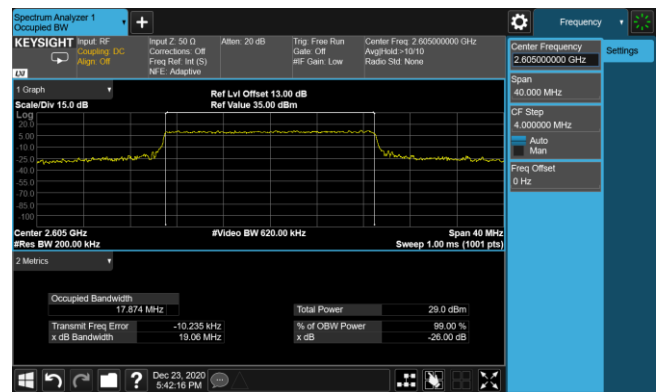 Spectrum Analyzer 1
Occupied BW
Frequency
KEYSIGHT
Input: RF
Coupling: DC
Align: Off
Input Z: 50 Ω
Corrections: Off
Freq Ref: Int (S)
NFE: Adaptive
Atten: 20 dB
Trig: Free Run
Gate: Off
#IF Gain: Low
Center Freq: 2.605000000 GHz
Avg|Hold:>10/10
Radio Std: None
LXI
Center Frequency
2.605000000 GHz
Settings
Span
40.000 MHz
CF Step
4.000000 MHz
Auto
Man
Freq Offset
0 Hz
1 Graph
Scale/Div 15.0 dB
Ref Lvl Offset 13.00 dB
Ref Value 35.00 dBm
Log
20.0
5.00
-10.0
-25.0
-40.0
-55.0
-70.0
-85.0
-100
Center 2.605 GHz
#Video BW 620.00 kHz
Span 40 MHz
#Res BW 200.00 kHz
Sweep 1.00 ms (1001 pts)
2 Metrics
Occupied Bandwidth
17.874 MHz
Total Power 29.0 dBm
Transmit Freq Error -10.235 kHz
% of OBW Power 99.00 %
x dB Bandwidth 19.06 MHz
x dB -26.00 dB
?
Dec 23, 2020
5:42:16 PM